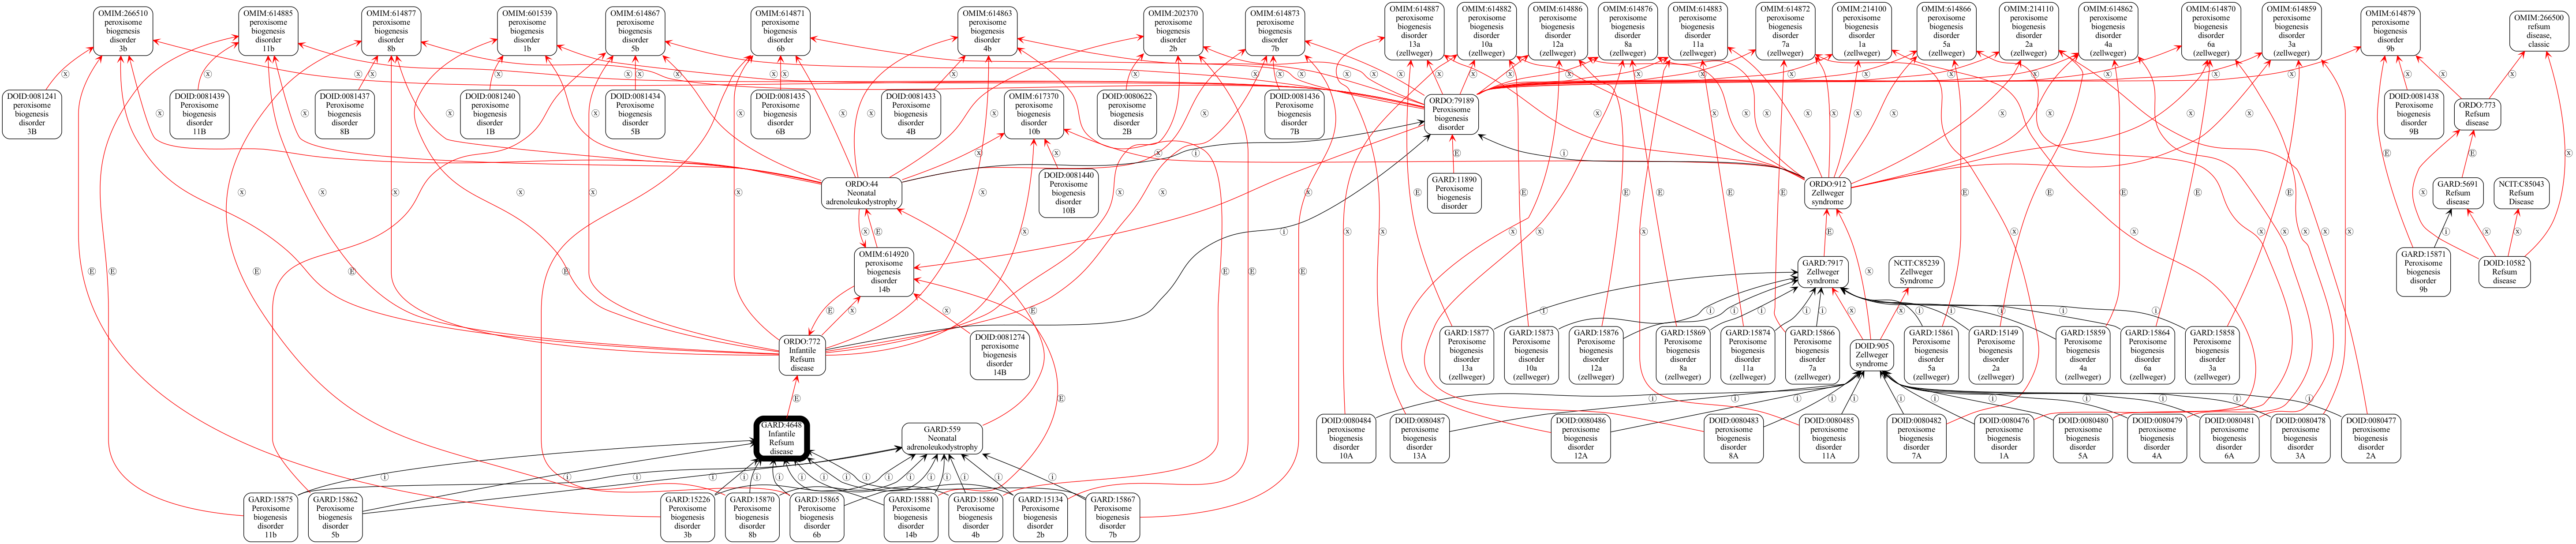 OMIM:266510
peroxisome
biogenesis
disorder
3b
OMIM:614885
peroxisome
biogenesis
disorder
11b
OMIM:614877
peroxisome
biogenesis
disorder
8b
OMIM:601539
peroxisome
biogenesis
disorder
1b
OMIM:614867
peroxisome
biogenesis
disorder
5b
OMIM:614871
peroxisome
biogenesis
disorder
6b
OMIM:614863
peroxisome
biogenesis
disorder
4b
OMIM:202370
peroxisome
biogenesis
disorder
2b
OMIM:614873
peroxisome
biogenesis
disorder
7b
OMIM:614887
peroxisome
biogenesis
disorder
13a
(zellweger)
OMIM:614882
peroxisome
biogenesis
disorder
10a
(zellweger)
OMIM:614886
peroxisome
biogenesis
disorder
12a
(zellweger)
OMIM:614876
peroxisome
biogenesis
disorder
8a
(zellweger)
OMIM:614883
peroxisome
biogenesis
disorder
11a
(zellweger)
OMIM:614872
peroxisome
biogenesis
disorder
7a
(zellweger)
OMIM:214100
peroxisome
biogenesis
disorder
1a
(zellweger)
OMIM:614866
peroxisome
biogenesis
disorder
5a
(zellweger)
OMIM:214110
peroxisome
biogenesis
disorder
2a
(zellweger)
OMIM:614862
peroxisome
biogenesis
disorder
4a
(zellweger)
OMIM:614870
peroxisome
biogenesis
disorder
6a
(zellweger)
OMIM:614859
peroxisome
biogenesis
disorder
3a
(zellweger)
OMIM:614879
peroxisome
biogenesis
disorder
9b
OMIM:266500
refsum
disease,
classic
DOID:0081241
peroxisome
biogenesis
disorder
3B
DOID:0081439
Peroxisome
biogenesis
disorder
11B
DOID:0081437
Peroxisome
biogenesis
disorder
8B
DOID:0081240
peroxisome
biogenesis
disorder
1B
DOID:0081434
Peroxisome
biogenesis
disorder
5B
DOID:0081435
Peroxisome
biogenesis
disorder
6B
DOID:0081433
Peroxisome
biogenesis
disorder
4B
OMIM:617370
peroxisome
biogenesis
disorder
10b
DOID:0080622
peroxisome
biogenesis
disorder
2B
DOID:0081436
Peroxisome
biogenesis
disorder
7B
ORDO:79189
Peroxisome
biogenesis
disorder
DOID:0081438
Peroxisome
biogenesis
disorder
9B
ORDO:773
Refsum
disease
ORDO:44
Neonatal
adrenoleukodystrophy
DOID:0081440
Peroxisome
biogenesis
disorder
10B
GARD:11890
Peroxisome
biogenesis
disorder
ORDO:912
Zellweger
syndrome
GARD:5691
Refsum
disease
NCIT:C85043
Refsum
Disease
OMIM:614920
peroxisome
biogenesis
disorder
14b
GARD:7917
Zellweger
syndrome
NCIT:C85239
Zellweger
Syndrome
GARD:15871
Peroxisome
biogenesis
disorder
9b
DOID:10582
Refsum
disease
ORDO:772
Infantile
Refsum
disease
DOID:0081274
peroxisome
biogenesis
disorder
14B
GARD:15877
Peroxisome
biogenesis
disorder
13a
(zellweger)
GARD:15873
Peroxisome
biogenesis
disorder
10a
(zellweger)
GARD:15876
Peroxisome
biogenesis
disorder
12a
(zellweger)
GARD:15869
Peroxisome
biogenesis
disorder
8a
(zellweger)
GARD:15874
Peroxisome
biogenesis
disorder
11a
(zellweger)
GARD:15866
Peroxisome
biogenesis
disorder
7a
(zellweger)
DOID:905
Zellweger
syndrome
GARD:15861
Peroxisome
biogenesis
disorder
5a
(zellweger)
GARD:15149
Peroxisome
biogenesis
disorder
2a
(zellweger)
GARD:15859
Peroxisome
biogenesis
disorder
4a
(zellweger)
GARD:15864
Peroxisome
biogenesis
disorder
6a
(zellweger)
GARD:15858
Peroxisome
biogenesis
disorder
3a
(zellweger)
GARD:4648
Infantile
Refsum
disease
GARD:559
Neonatal
adrenoleukodystrophy
DOID:0080484
peroxisome
biogenesis
disorder
10A
DOID:0080487
peroxisome
biogenesis
disorder
13A
DOID:0080486
peroxisome
biogenesis
disorder
12A
DOID:0080483
peroxisome
biogenesis
disorder
8A
DOID:0080485
peroxisome
biogenesis
disorder
11A
DOID:0080482
peroxisome
biogenesis
disorder
7A
DOID:0080476
peroxisome
biogenesis
disorder
1A
DOID:0080480
peroxisome
biogenesis
disorder
5A
DOID:0080479
peroxisome
biogenesis
disorder
4A
DOID:0080481
peroxisome
biogenesis
disorder
6A
DOID:0080478
peroxisome
biogenesis
disorder
3A
DOID:0080477
peroxisome
biogenesis
disorder
2A
GARD:15875
Peroxisome
biogenesis
disorder
11b
GARD:15862
Peroxisome
biogenesis
disorder
5b
GARD:15226
Peroxisome
biogenesis
disorder
3b
GARD:15870
Peroxisome
biogenesis
disorder
8b
GARD:15865
Peroxisome
biogenesis
disorder
6b
GARD:15881
Peroxisome
biogenesis
disorder
14b
GARD:15860
Peroxisome
biogenesis
disorder
4b
GARD:15134
Peroxisome
biogenesis
disorder
2b
GARD:15867
Peroxisome
biogenesis
disorder
7b